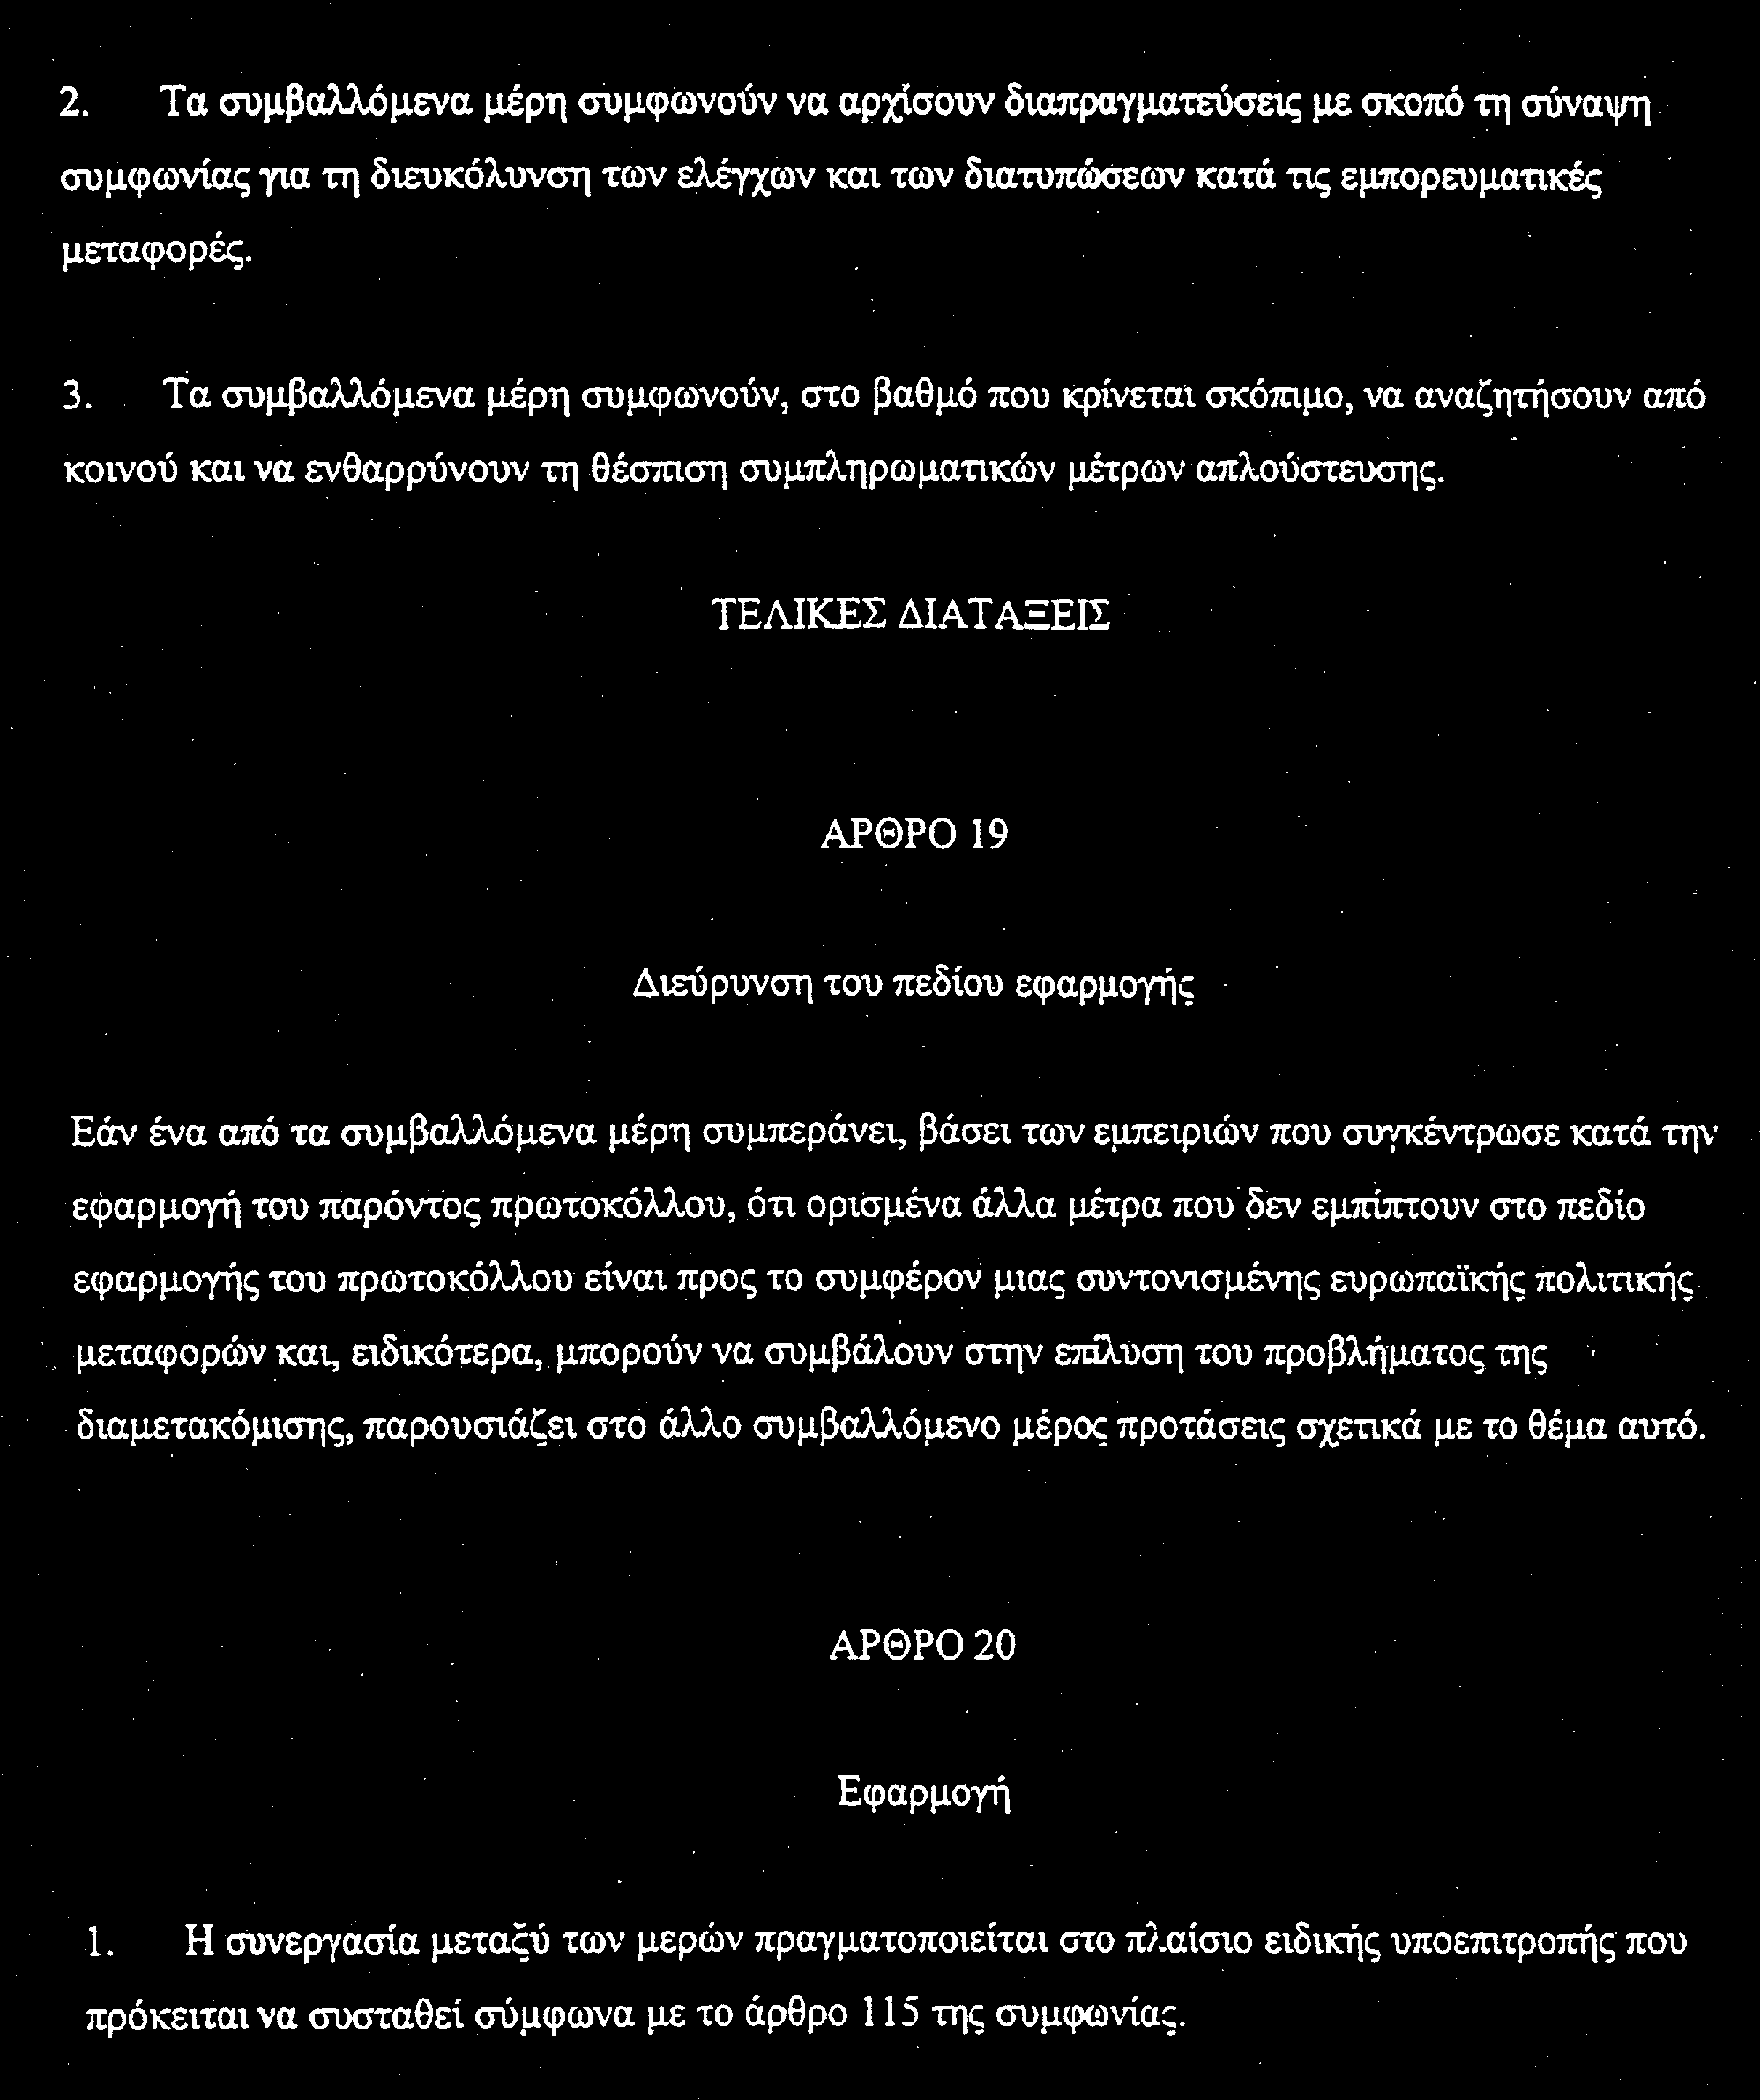 2. Τα συμβαλλόμενα μέρη συμφωνούν να αρχίσουν διαπραγματεύσεις με σκοπό τη σύναψη
συμφωνίας για τη διευκόλυνση των ελέγχων και των διατυπώσεων κατά τις εμπορευματικές
μεταφορές.
3. Τα συμβαλλόμενα μέρη συμφωνούν, στο βαθμό που κρίνεται σκόπιμο, να αναζητήσουν από
κοινού και να ενθαρρύνουν τη θέσπιση συμπληρωματικών μέτρων απλούστευσης.
ΤΕΛΙΚΕΣ ΔΙΑΤΑΞΕΙΣ
ΑΡΘΡΟ 19
Διεύρυνση του πεδίου εφαρμογής
Εάν ένα από τα συμβαλλόμενα μέρη συμπεράνει, βάσει των εμπειριών που συγκέντρωσε κατά την
εφαρμογή του παρόντος πρωτοκόλλου, ότι ορισμένα άλλα μέτρα που δεν εμπίπτουν στο πεδίο
εφαρμογής του πρωτοκόλλου είναι προς το συμφέρον μιας συντονισμένης ευρωπαϊκής πολιτικής
μεταφορών και, ειδικότερα, μπορούν να συμβάλουν στην επίλυση του προβλήματος της
διαμετακόμισης, παρουσιάζει στο άλλο συμβαλλόμενο μέρος προτάσεις σχετικά με το θέμα αυτό.
ΑΡΘΡΟ 20
Εφαρμογή
1. Η συνεργασία μεταξύ των μερών πραγματοποιείται στο πλαίσιο ειδικής υποεπιτροπής που
πρόκειται να συσταθεί σύμφωνα με το άρθρο 115 της συμφωνίας.